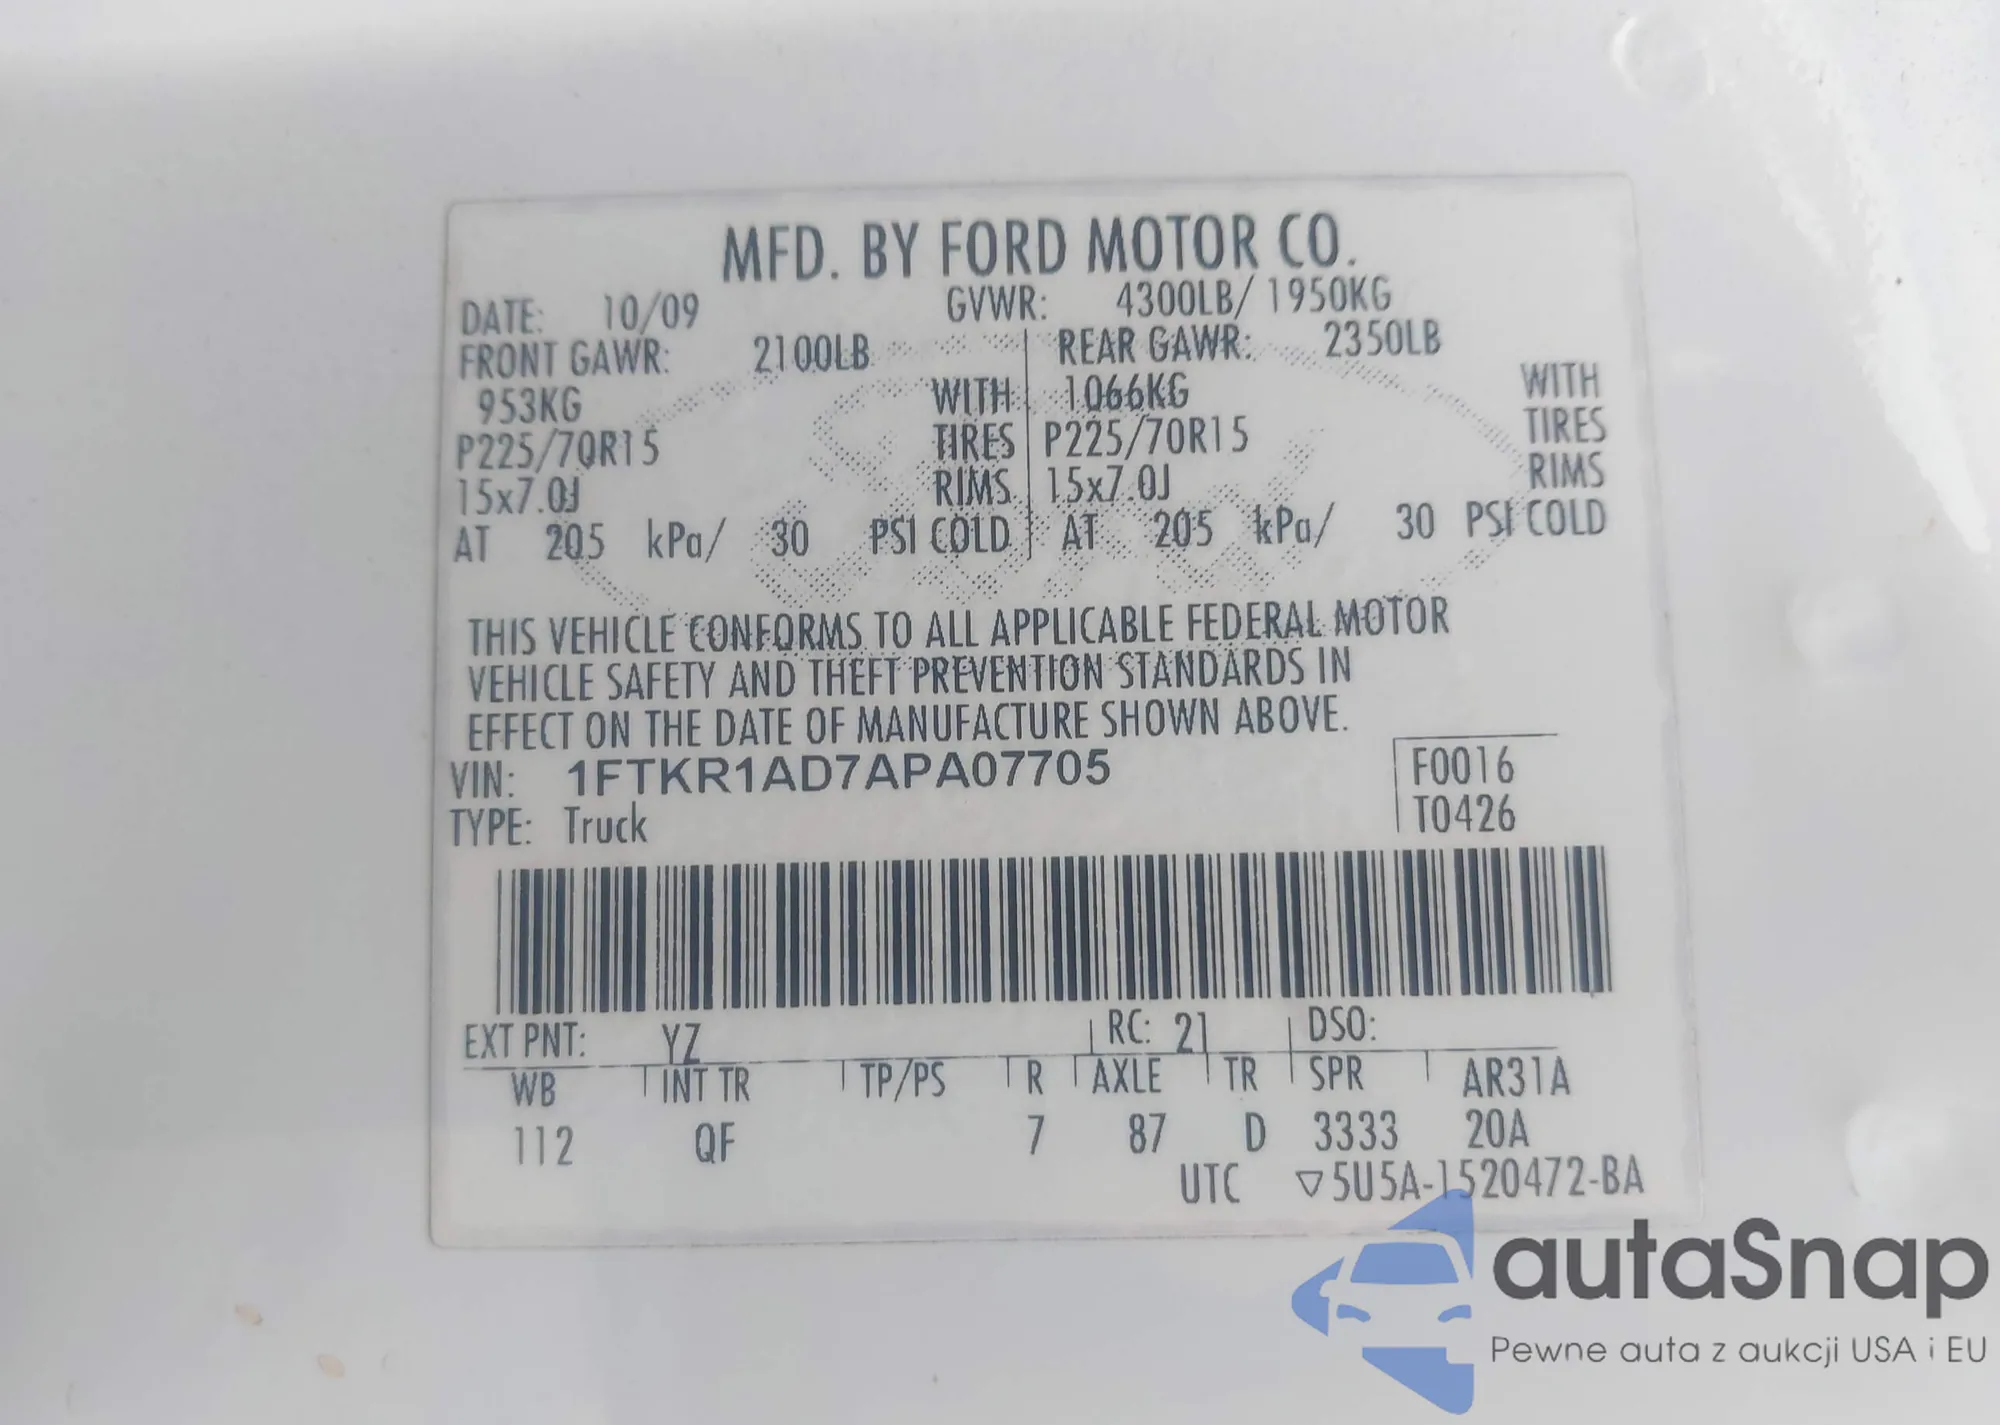 MFD. BY FORD MOTOR CO.
DATE: 10/09 GVWR: 4300LB/ 1950KG
FRONT GAWR: 2100LB REAR GAWR: 2350LB
953KG WITH 1066KG WITH
P225/70R15 TIRES P225/70R15 TIRES
15x7.0J RIMS 15x7.0J RIMS
AT 205 kPa/ 30 PSI COLD AT 205 kPa/ 30 PSI COLD
THIS VEHICLE CONFORMS TO ALL APPLICABLE FEDERAL MOTOR
VEHICLE SAFETY AND THEFT PREVENTION STANDARDS IN
EFFECT ON THE DATE OF MANUFACTURE SHOWN ABOVE.
VIN: 1FTKR1AD7APA07705 F0016
TYPE: Truck T0426
EXT PNT: YZ RC: 21 DSO:
WB INT TR TP/PS R AXLE TR SPR AR31A
112 QF 7 87 D 3333 20A
UTC ▽5U5A-1520472-BA
autaSnap
Pewne auta z aukcji USA i EU